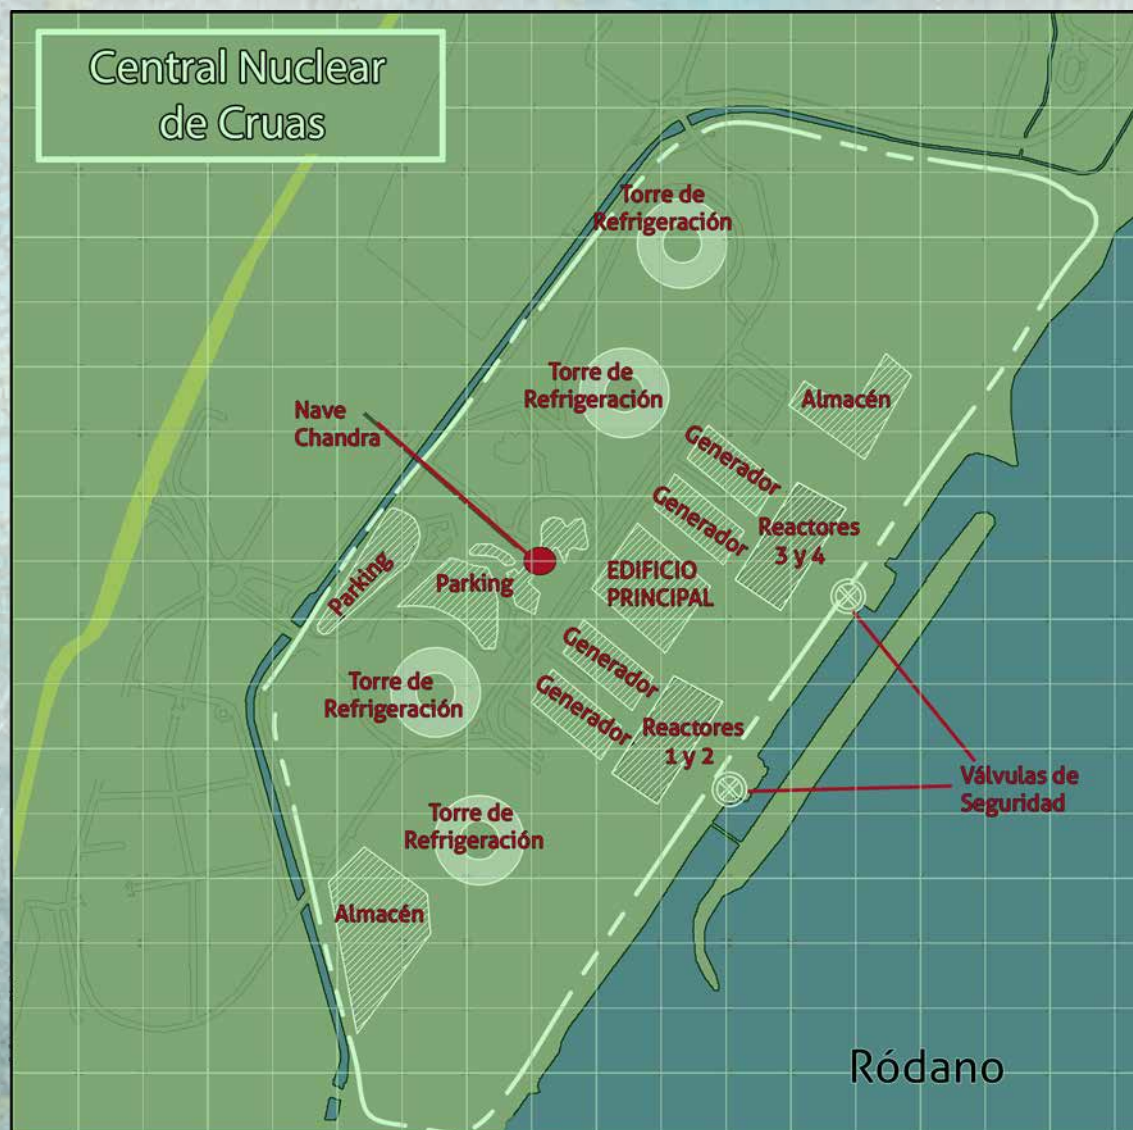 Central Nuclear
de Cruas
Torre de
Refrigeración
Torre de
Refrigeración
Almacén
Nave
Chandra
Generador
Generador
Reactores
3 y 4
Parking
Parking
EDIFICIO
PRINCIPAL
Generador
Generador
Torre de
Refrigeración
Reactores
1 y 2
Válvulas de
Seguridad
Torre de
Refrigeración
Almacén
Ródano